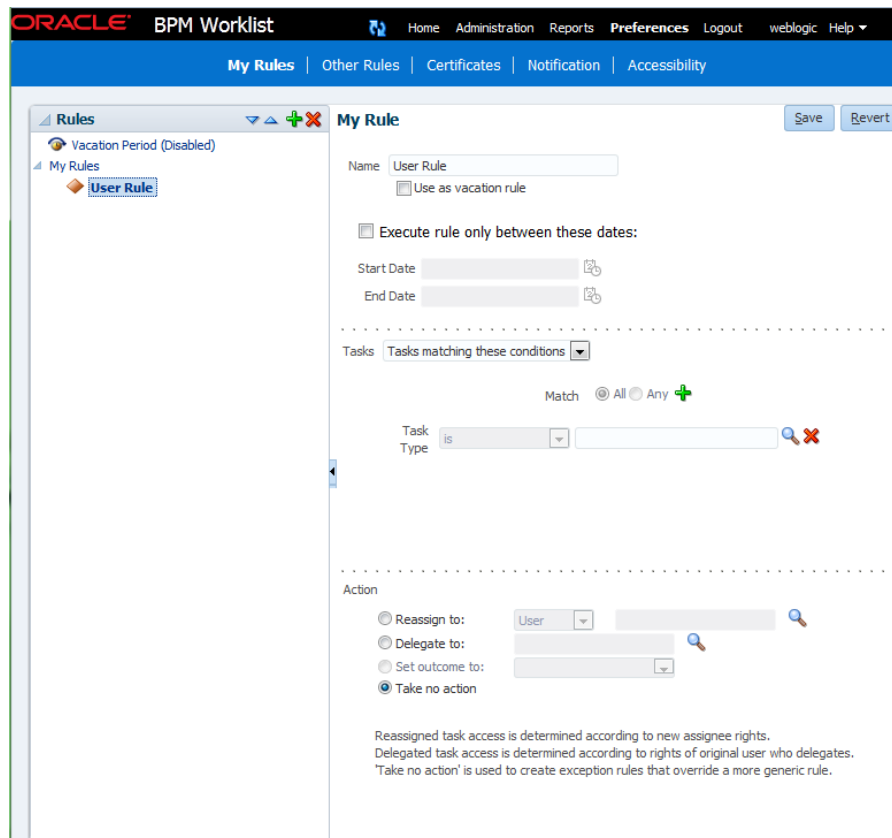 ORACLE BPM Worklist Home Administration Reports Preferences Logout weblogic Help
My Rules Other Rules Certificates Notification Accessibility
Rules
Vacation Period (Disabled)
My Rules
User Rule
My Rule Save Revert
Name User Rule
Use as vacation rule
Execute rule only between these dates:
Start Date
End Date
Tasks Tasks matching these conditions
Match All Any
Task
Type is
Action
Reassign to: User
Delegate to:
Set outcome to:
Take no action
Reassigned task access is determined according to new assignee rights.
Delegated task access is determined according to rights of original user who delegates.
'Take no action' is used to create exception rules that override a more generic rule.